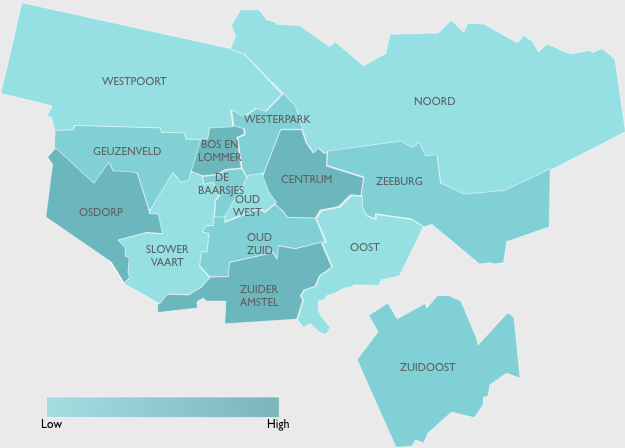 WESTPOORT
NOORD
WESTERPARK
GEUZENVELD
BOS EN
LOMMER
DE
BAARSJES
CENTRUM
ZEEBURG
OSDORP
OUD
WEST
SLOWER
VAART
OUD
ZUID
OOST
ZUIDER
AMSTEL
ZUIDOOST
Low
High